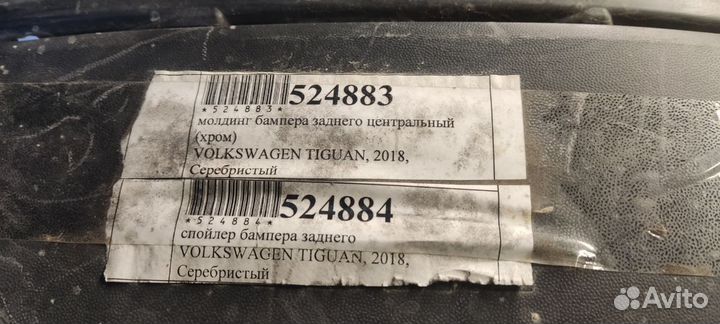 524883
*524883*
молдинг бампера заднего центральный
(хром)
VOLKSWAGEN TIGUAN, 2018,
Серебристый
524884
*524884*
спойлер бампера заднего
VOLKSWAGEN TIGUAN, 2018,
Серебристый
Avito